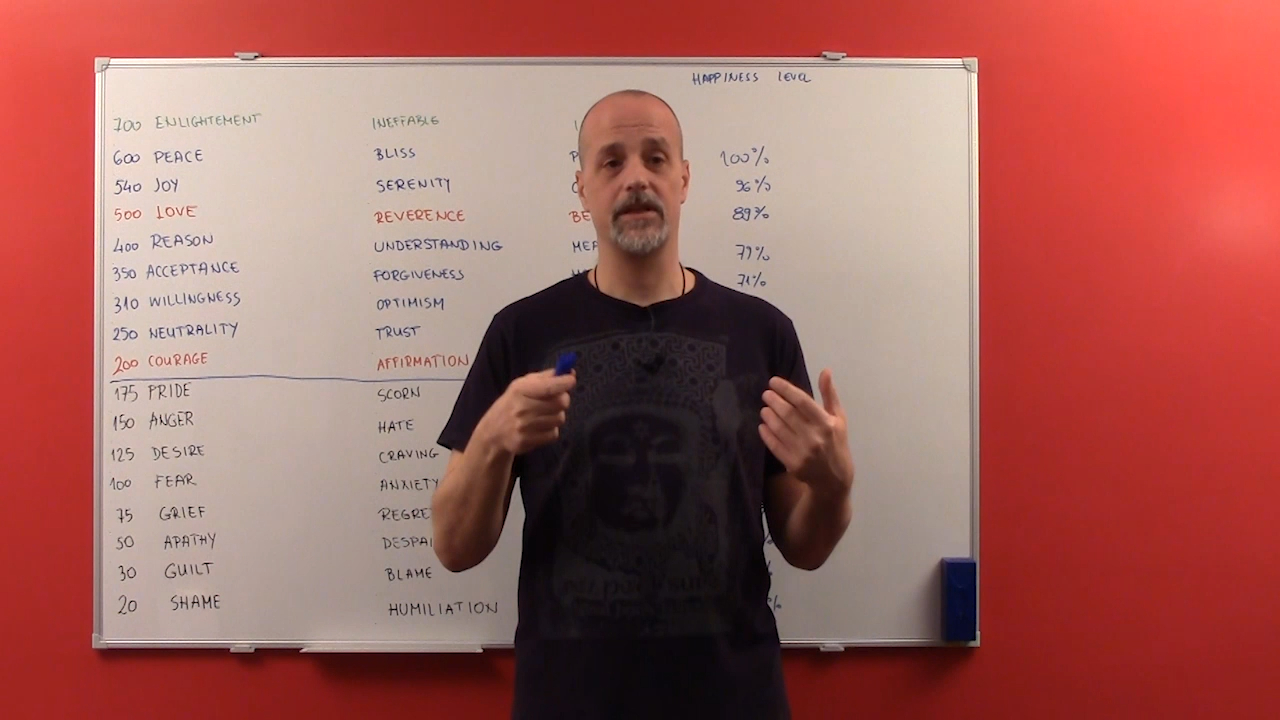 HAPPINESS LEVEL
700 ENLIGHTEMENT INEFFABLE
600 PEACE BLISS 100%
540 JOY SERENITY 96%
500 LOVE REVERENCE 89%
400 REASON UNDERSTANDING 79%
350 ACCEPTANCE FORGIVENESS 71%
310 WILLINGNESS OPTIMISM
250 NEUTRALITY TRUST
200 COURAGE AFFIRMATION
175 PRIDE SCORN
150 ANGER HATE
125 DESIRE CRAVING
100 FEAR ANXIETY
75 GRIEF
50 APATHY
30 GUILT BLAME
20 SHAME HUMILIATION